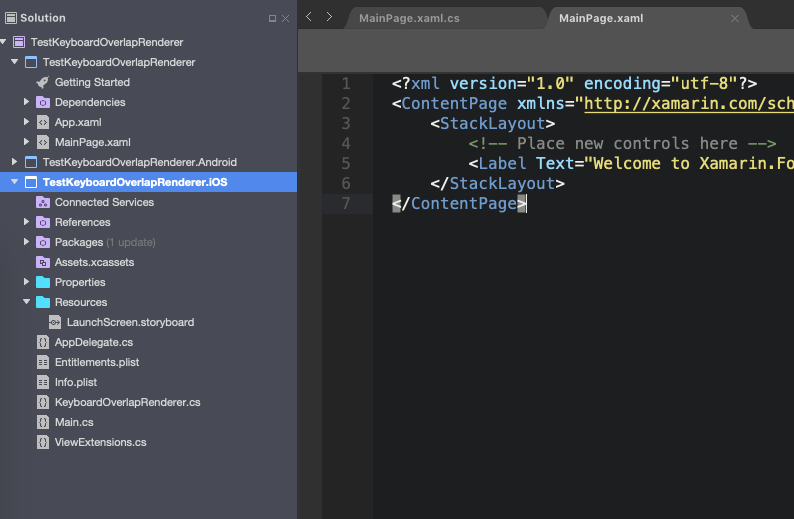 Solution
TestKeyboardOverlapRenderer
TestKeyboardOverlapRenderer
Getting Started
Dependencies
App.xaml
MainPage.xaml
TestKeyboardOverlapRenderer.Android
TestKeyboardOverlapRenderer.iOS
Connected Services
References
Packages (1 update)
Assets.xcassets
Properties
Resources
LaunchScreen.storyboard
AppDelegate.cs
Entitlements.plist
Info.plist
KeyboardOverlapRenderer.cs
Main.cs
ViewExtensions.cs
MainPage.xaml.cs
MainPage.xaml
1 <?xml version="1.0" encoding="utf-8"?>
2 <ContentPage xmlns="http://xamarin.com/sch
3 <StackLayout>
4 <!-- Place new controls here -->
5 <Label Text="Welcome to Xamarin.Fo
6 </StackLayout>
7 </ContentPage>